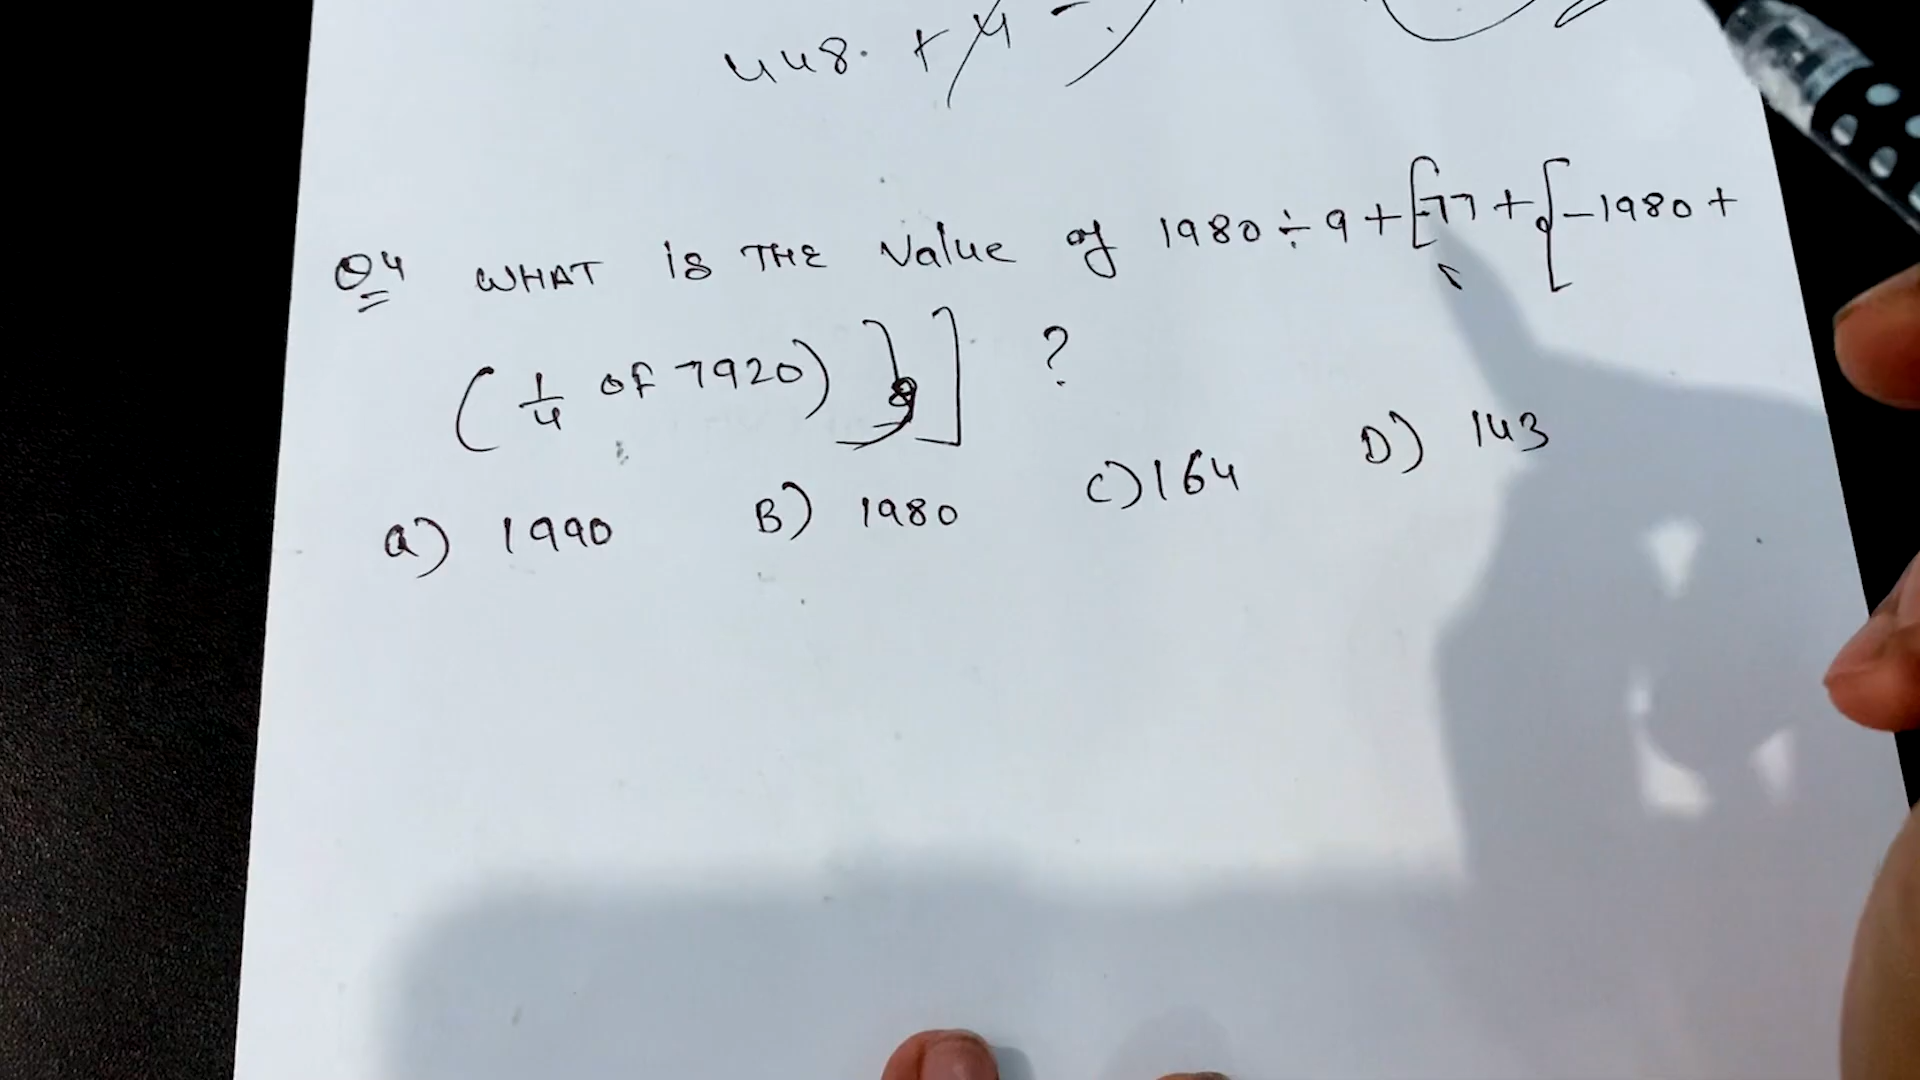 448. + 4 =
Q4 WHAT is THE Value of 1980 ÷ 9 + [-77 + {-1980 +
( 1/4 of 7920) }] ?
a) 1990 B) 1980 C) 164 D) 143